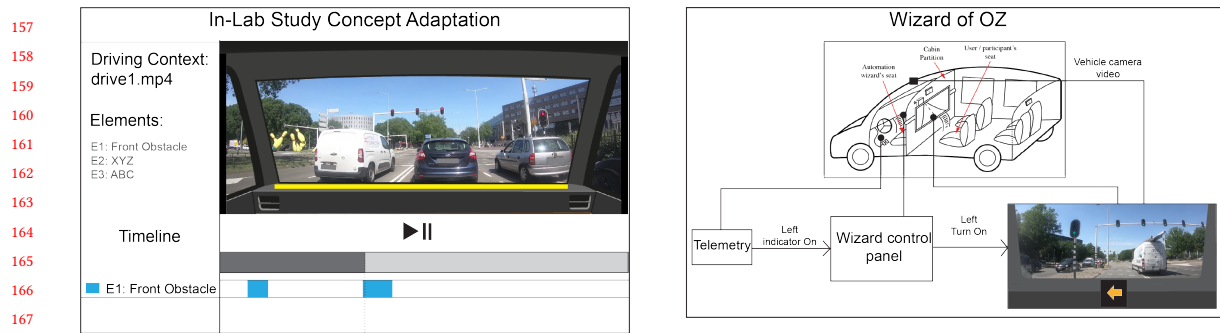 157
158
159
160
161
162
163
164
165
166
167
In-Lab Study Concept Adaptation
Driving Context:
drive1.mp4
Elements:
E1: Front Obstacle
E2: XYZ
E3: ABC
Timeline
E1: Front Obstacle
Wizard of OZ
Cabin
Partition
User / participant's
seat
Automation
wizard's seat
Vehicle camera
video
Telemetry
Left
indicator On
Wizard control
panel
Left
Turn On